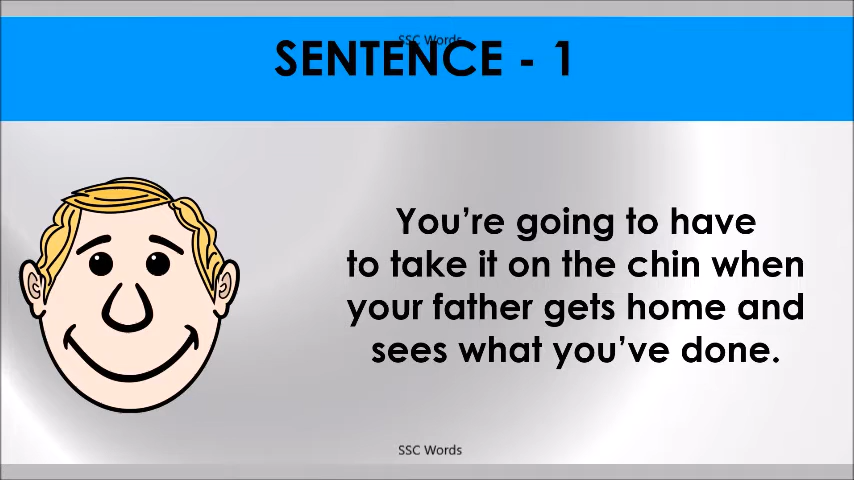 SSC Words
SENTENCE - 1
You're going to have
to take it on the chin when
your father gets home and
sees what you've done.
SSC Words